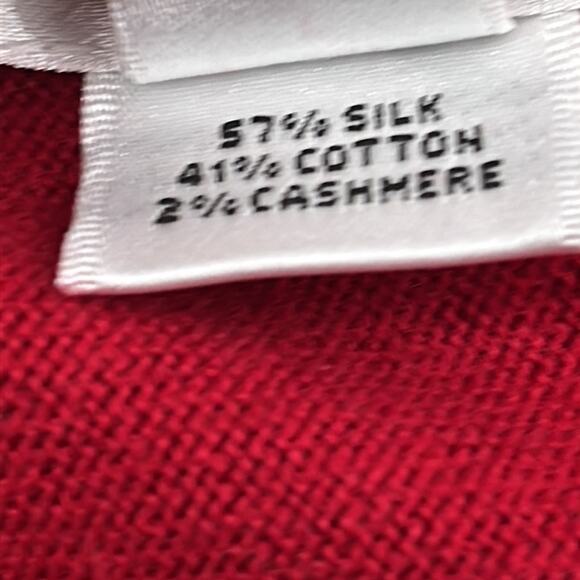 57% SILK
41% COTTON
2% CASHMERE